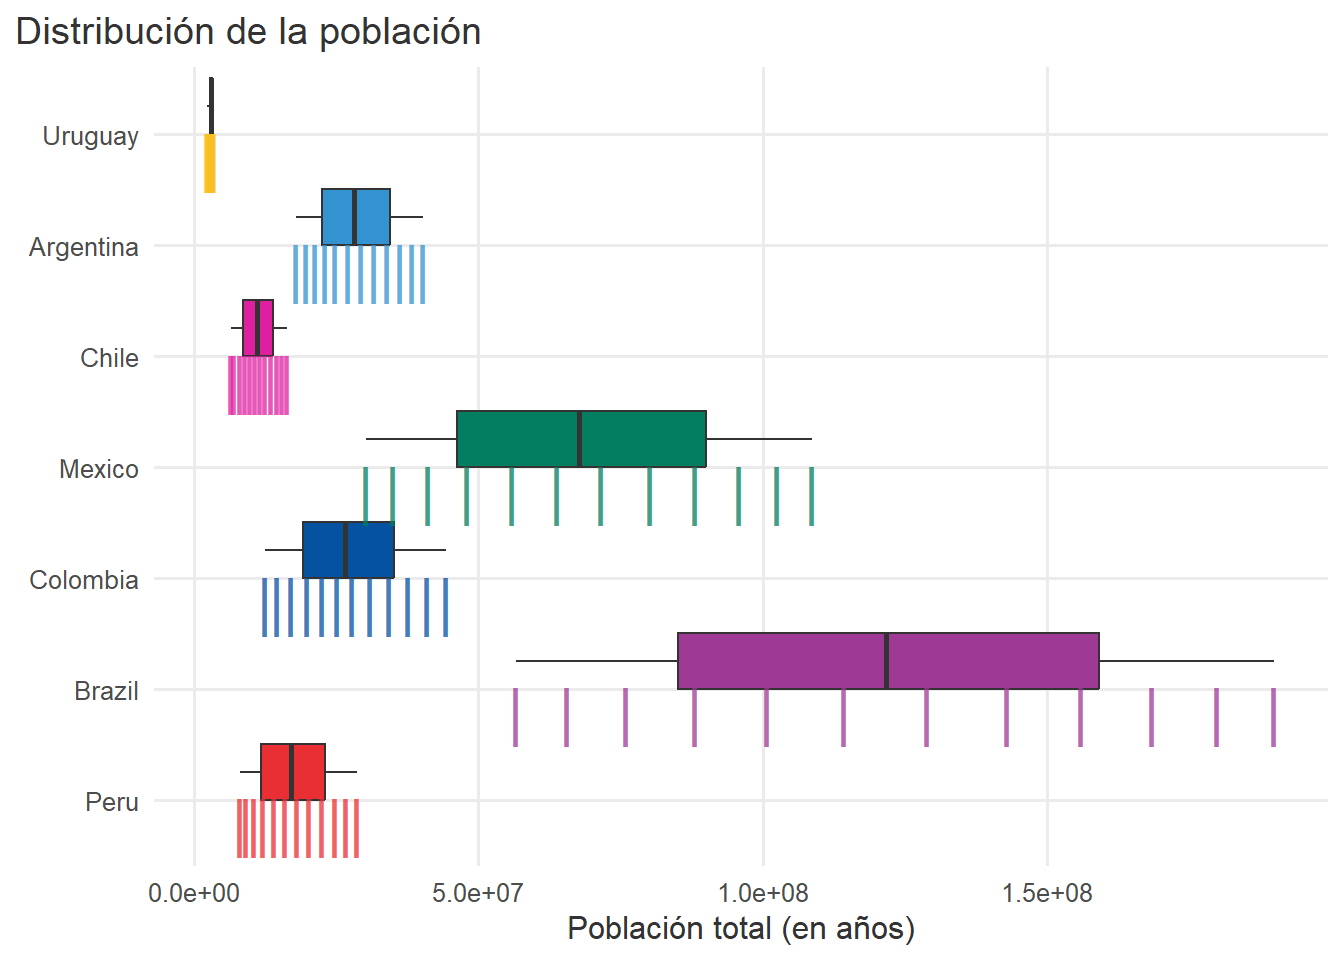 Distribución de la población
Uruguay
Argentina
Chile
Mexico
Colombia
Brazil
Peru
0.0e+00 5.0e+07 1.0e+08 1.5e+08
Población total (en años)